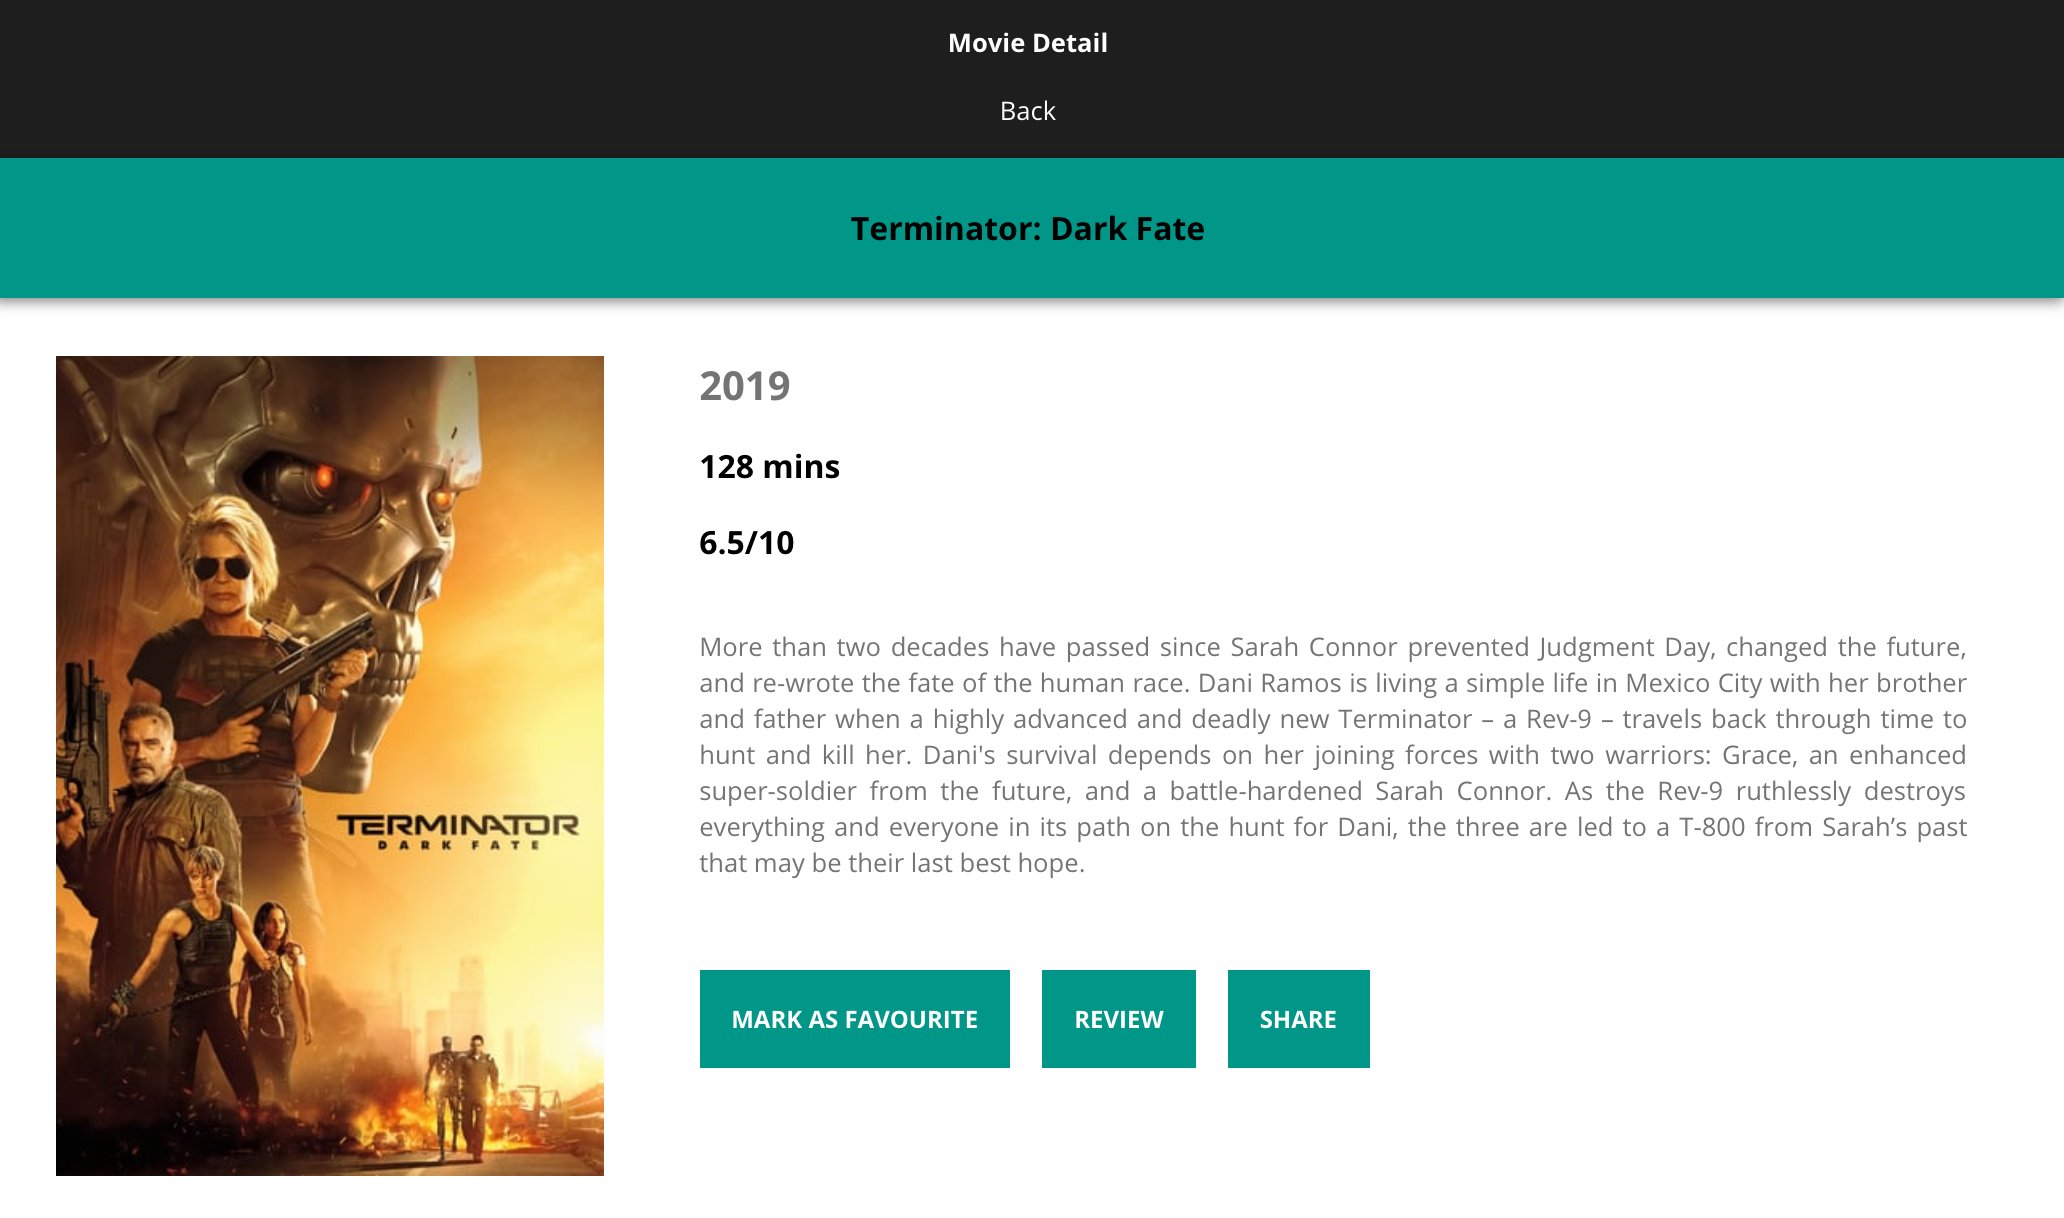 Movie Detail
Back
Terminator: Dark Fate
2019
128 mins
6.5/10
More than two decades have passed since Sarah Connor prevented Judgment Day, changed the future,
and re-wrote the fate of the human race. Dani Ramos is living a simple life in Mexico City with her brother
and father when a highly advanced and deadly new Terminator – a Rev-9 – travels back through time to
hunt and kill her. Dani's survival depends on her joining forces with two warriors: Grace, an enhanced
super-soldier from the future, and a battle-hardened Sarah Connor. As the Rev-9 ruthlessly destroys
everything and everyone in its path on the hunt for Dani, the three are led to a T-800 from Sarah’s past
that may be their last best hope.
TERMINATOR
DARK FATE
MARK AS FAVOURITE
REVIEW
SHARE